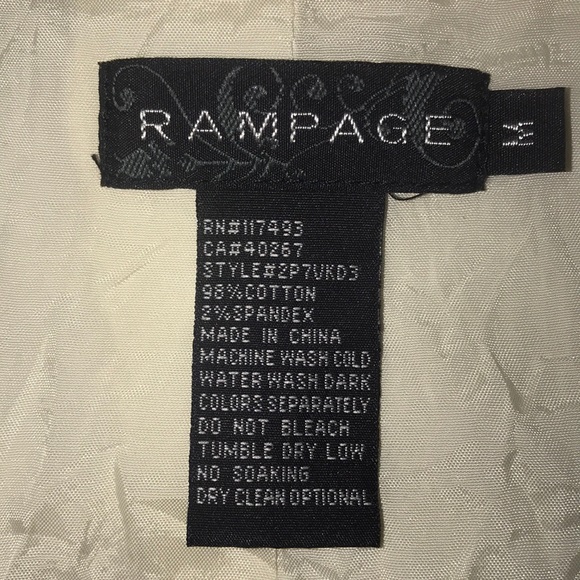 RAMPAGE
M
RN#117493
CA#40267
STYLE#2P7VKD3
98%COTTON
2%SPANDEX
MADE IN CHINA
MACHINE WASH COLD
WATER WASH DARK
COLORS SEPARATELY
DO NOT BLEACH
TUMBLE DRY LOW
NO SOAKING
DRY CLEAN OPTIONAL